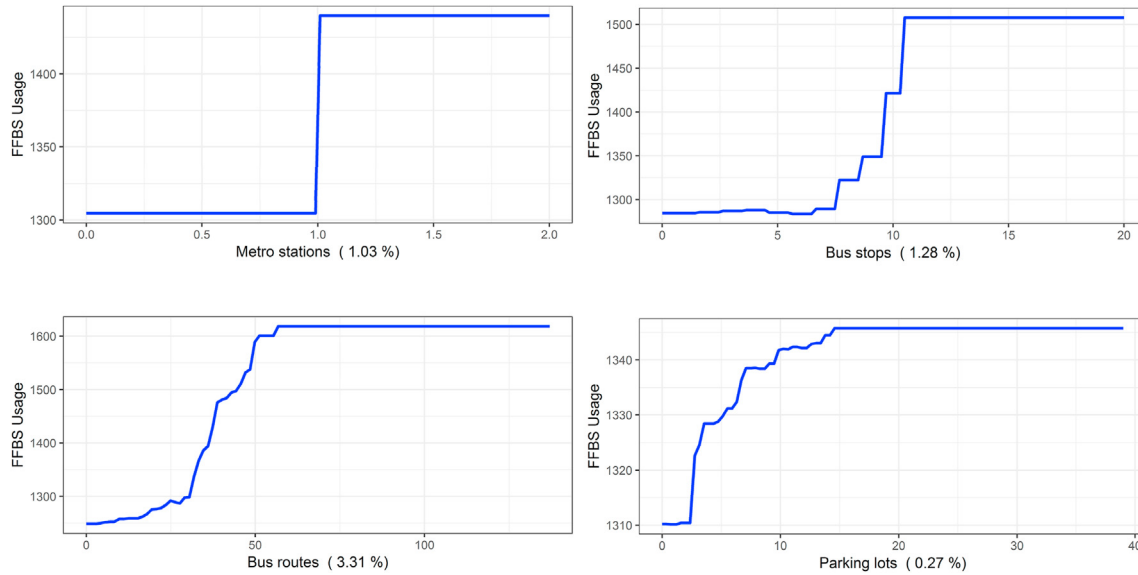 FFBS Usage
1400
1300
0.0 0.5 1.0 1.5 2.0
Metro stations ( 1.03 %)
FFBS Usage
1500
1450
1400
1350
1300
0 5 10 15 20
Bus stops ( 1.28 %)
FFBS Usage
1600
1500
1400
1300
0 50 100
Bus routes ( 3.31 %)
FFBS Usage
1340
1330
1320
1310
0 10 20 30 40
Parking lots ( 0.27 %)